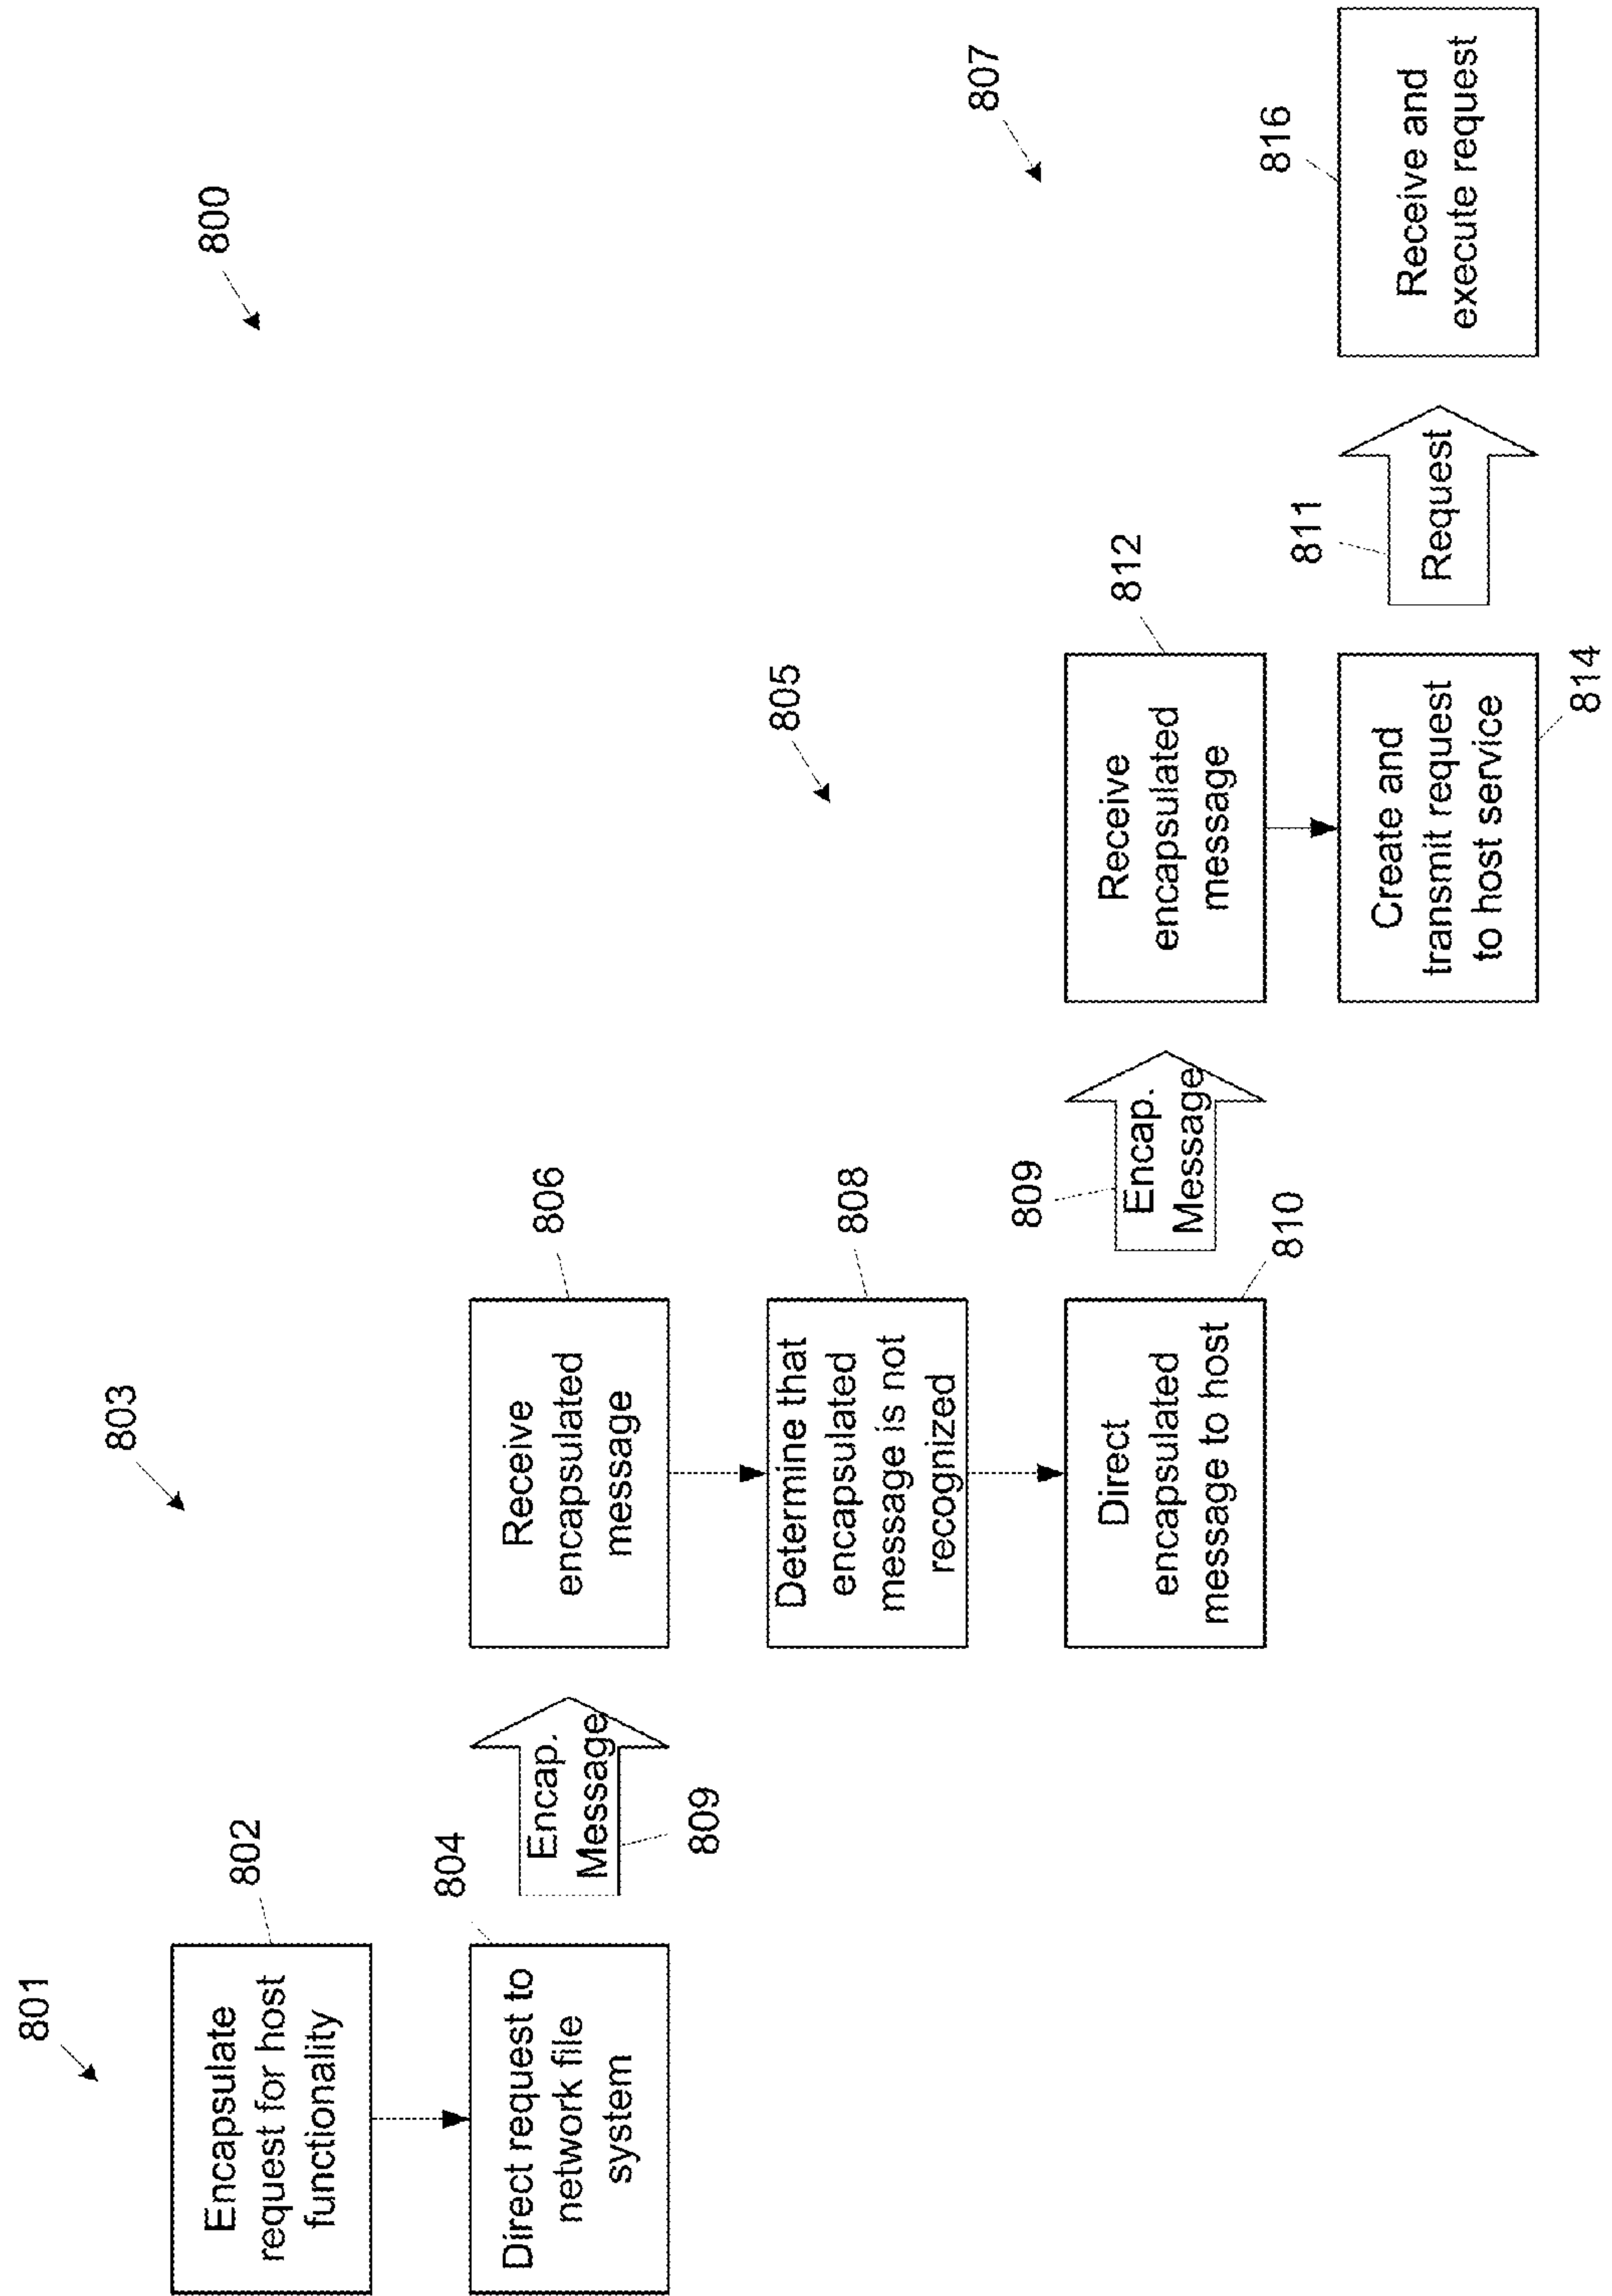 800
801
802
Encapsulate
request for host
functionality
804
Direct request to
network file
system
Encap.
Message
809
803
806
Receive
encapsulated
message
808
Determine that
encapsulated
message is not
recognized
810
Direct
encapsulated
message to host
809
Encap.
Message
805
812
Receive
encapsulated
message
Create and
transmit request
to host service
814
811
Request
807
816
Receive and
execute request